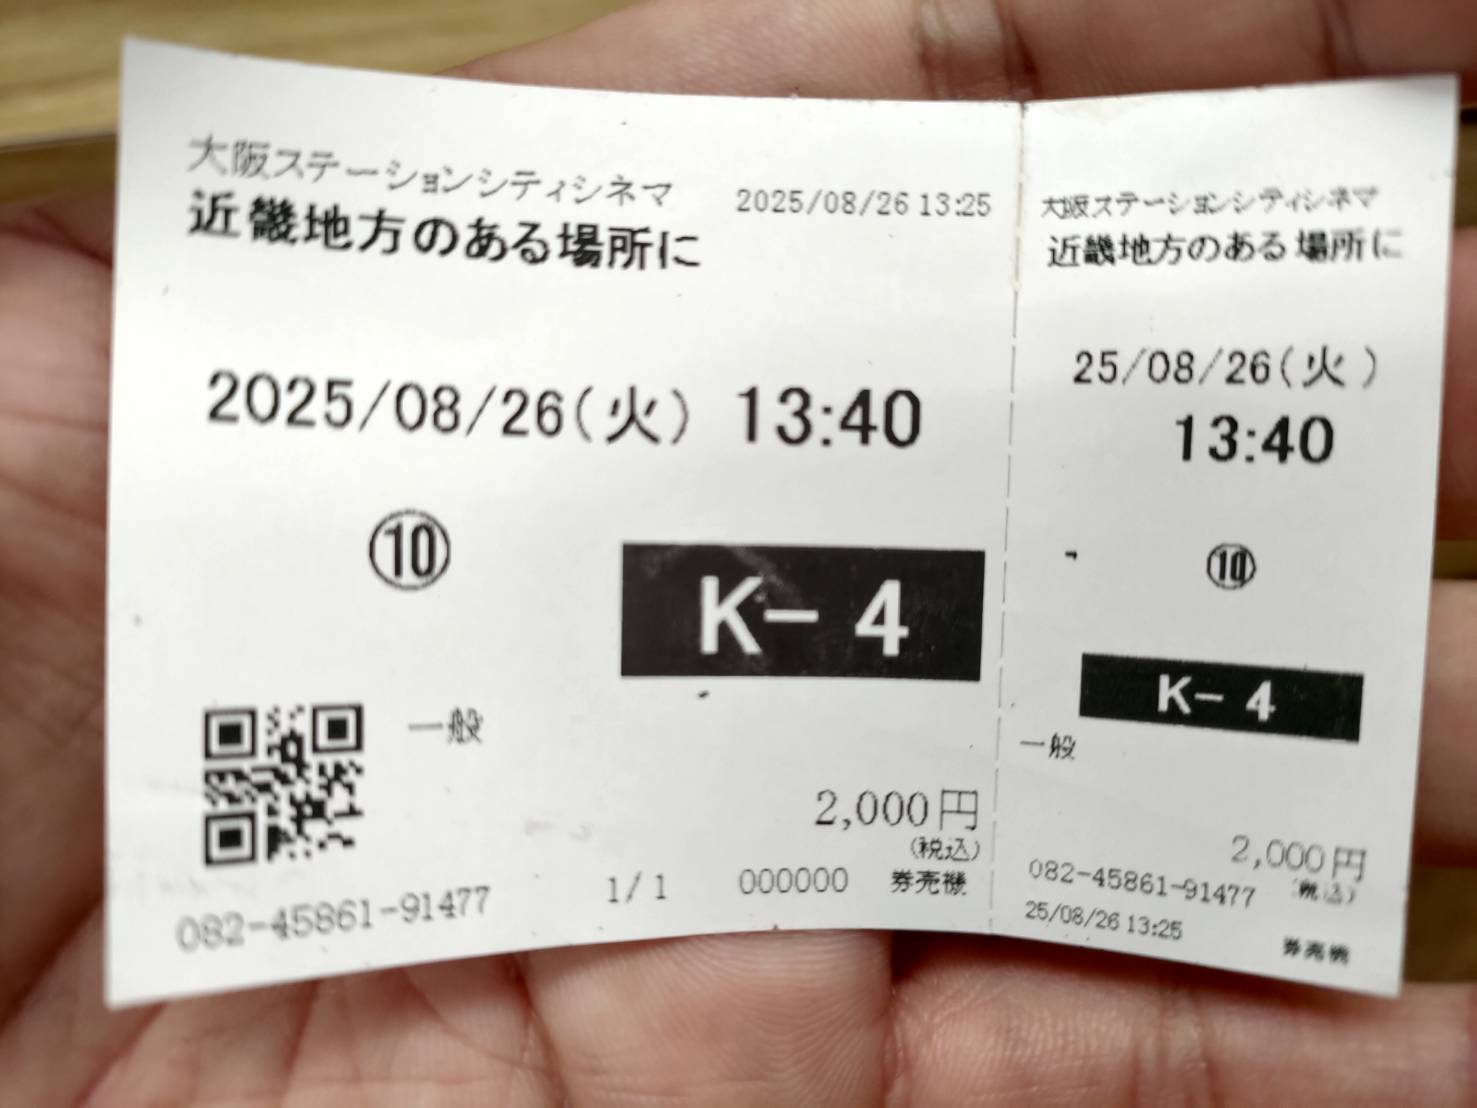 大阪ステーションシティシネマ
2025/08/26 13:25
近畿地方のある場所に
2025/08/26(火) 13:40
⑩
K- 4
一般
2,000円
(税込)
082-45861-91477
1/1
000000
券売機
大阪ステーションシティシネマ
近畿地方のある場所に
25/08/26(火)
13:40
⑩
K- 4
一般
2,000円
(税込)
082-45861-91477
25/08/26 13:25
券売機